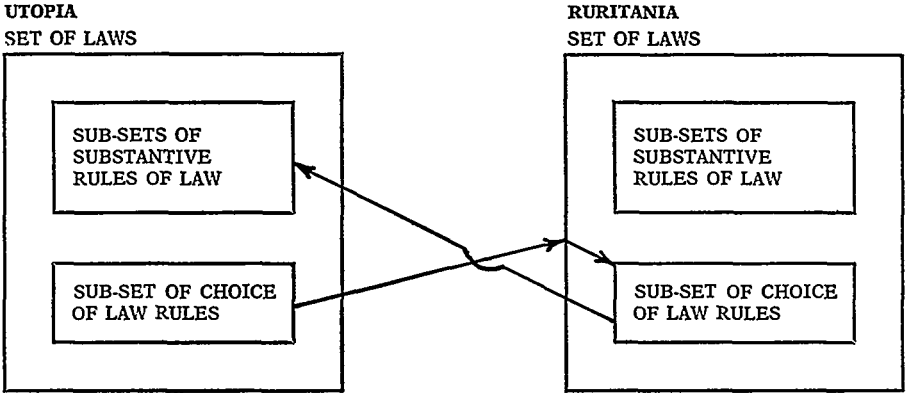 UTOPIA
SET OF LAWS
SUB-SETS OF
SUBSTANTIVE
RULES OF LAW
SUB-SET OF CHOICE
OF LAW RULES
RURITANIA
SET OF LAWS
SUB-SETS OF
SUBSTANTIVE
RULES OF LAW
SUB-SET OF CHOICE
OF LAW RULES